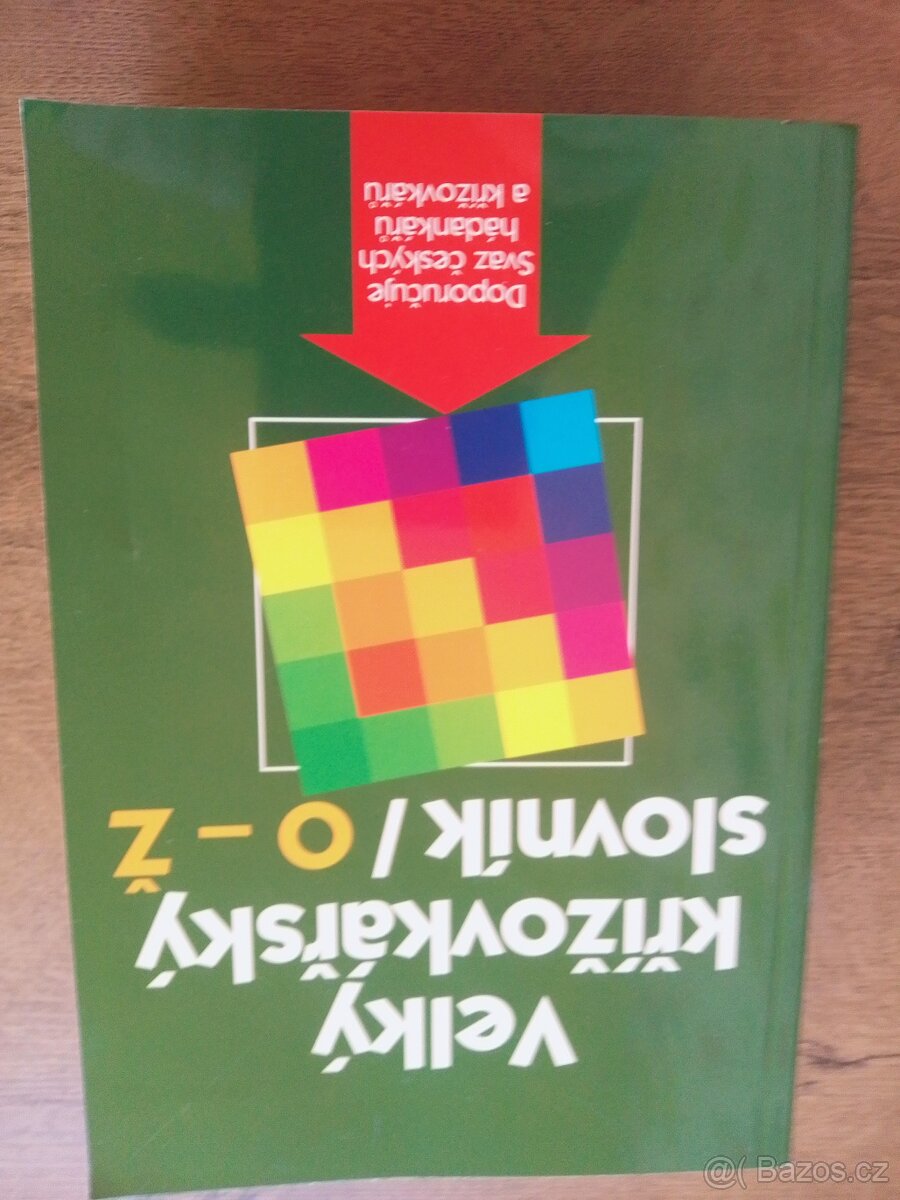 Velký
křížovkářský
slovník / O – Ž
Doporučuje
Svaz českých
hádankářů
a křížovkářů
@( Bazos.cz